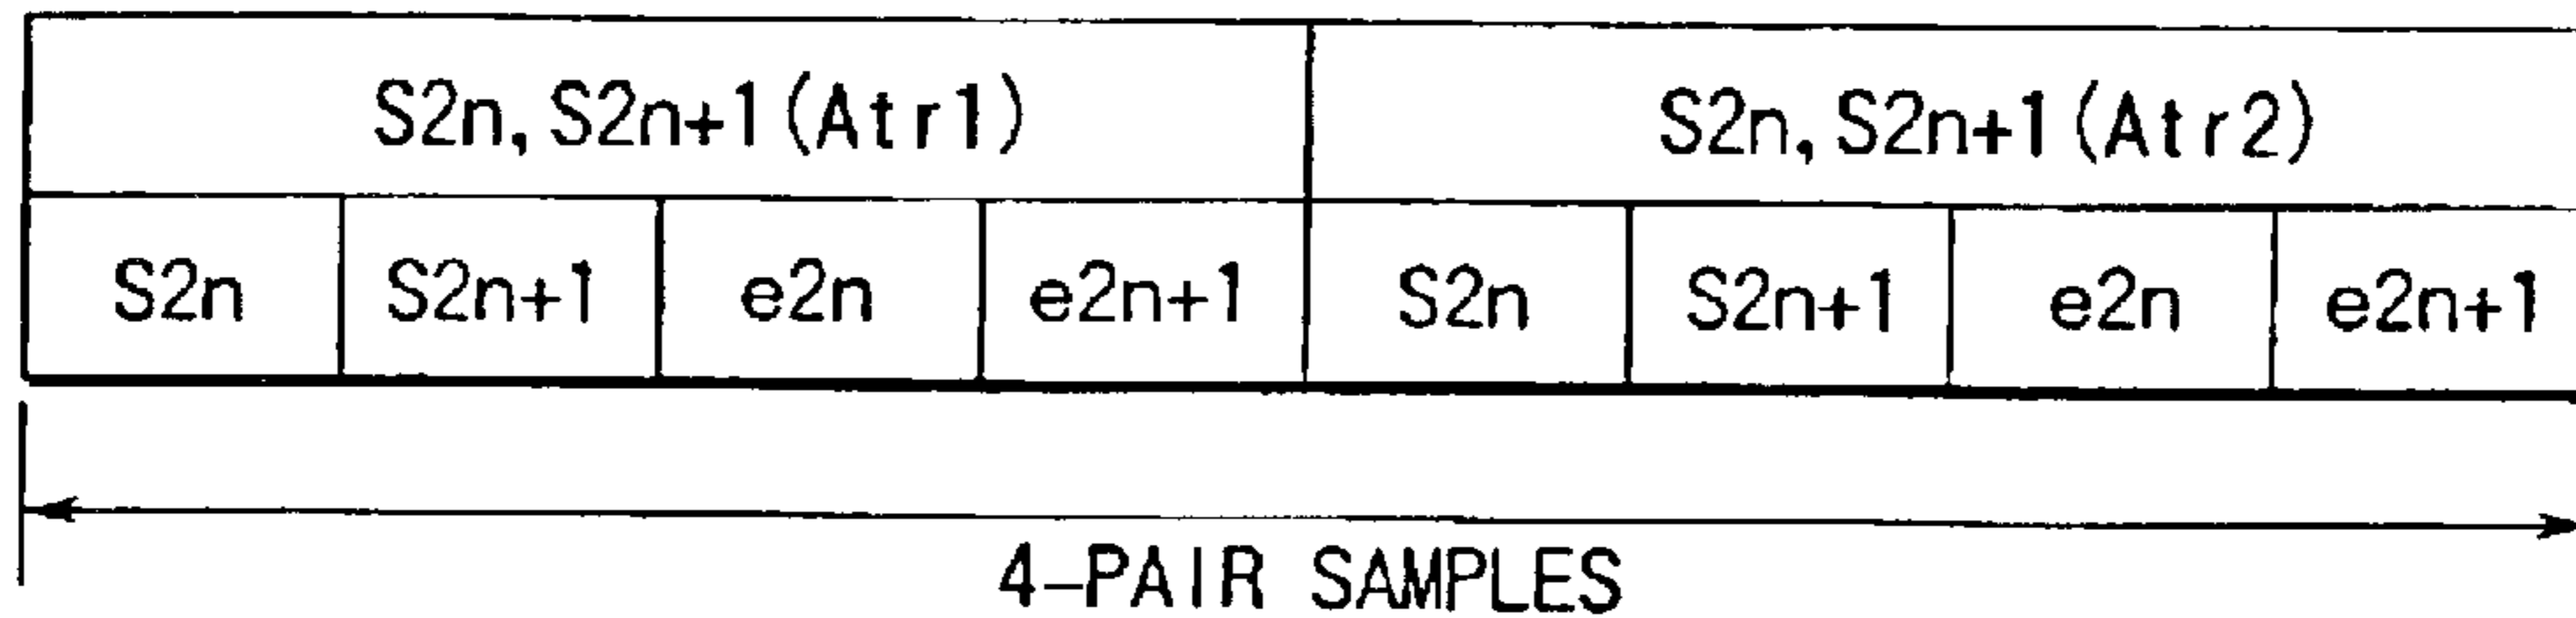 S2n, S2n+1(Atr1) S2n, S2n+1(Atr2)
S2n S2n+1 e2n e2n+1 S2n S2n+1 e2n e2n+1
4-PAIR SAMPLES